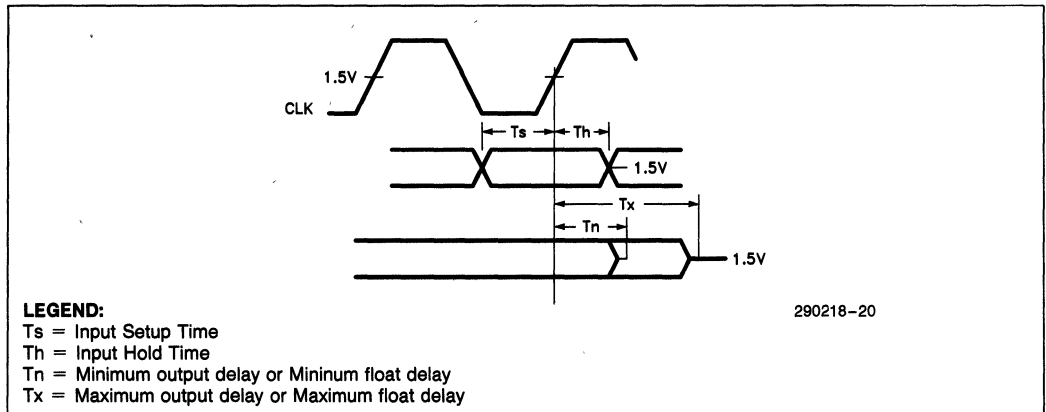 1.5V
CLK
Ts
Th
1.5V
Tx
Tn
1.5V
LEGEND:
290218-20
Ts = Input Setup Time
Th = Input Hold Time
Tn = Minimum output delay or Mininum float delay
Tx = Maximum output delay or Maximum float delay